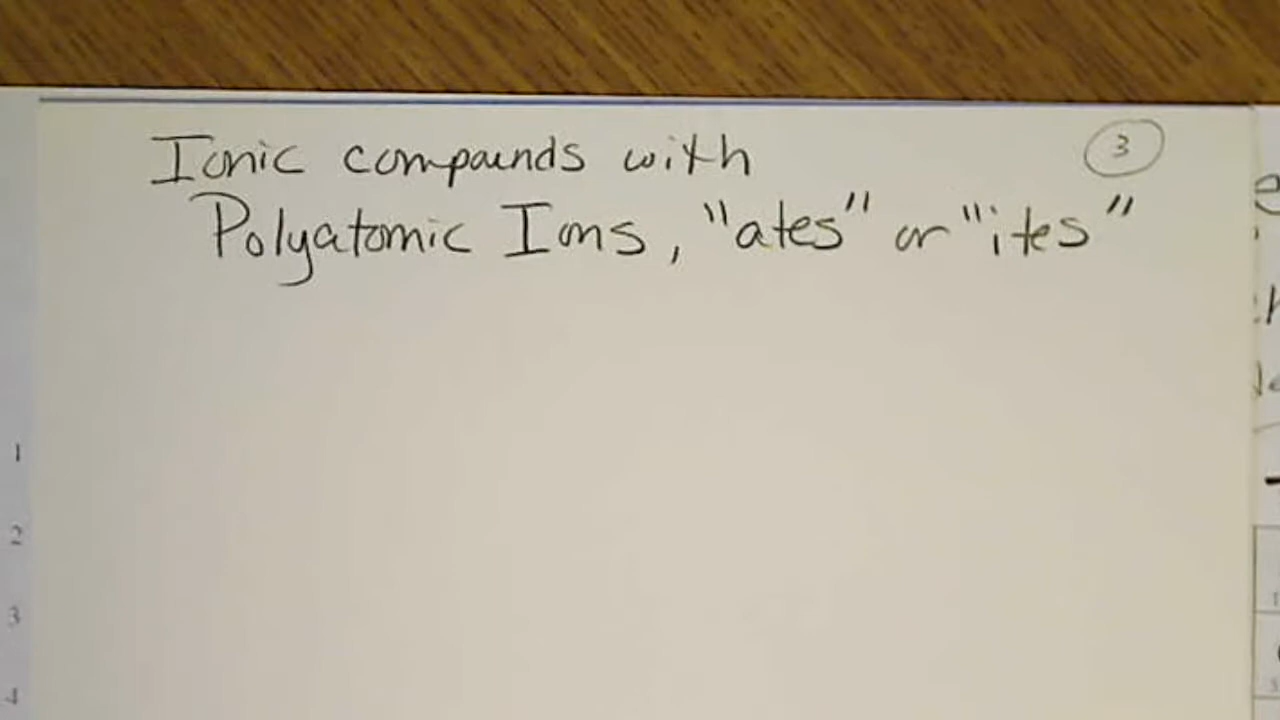 Ionic compounds with
3
Polyatomic Ions, "ates" or "ites"
1
2
3
4